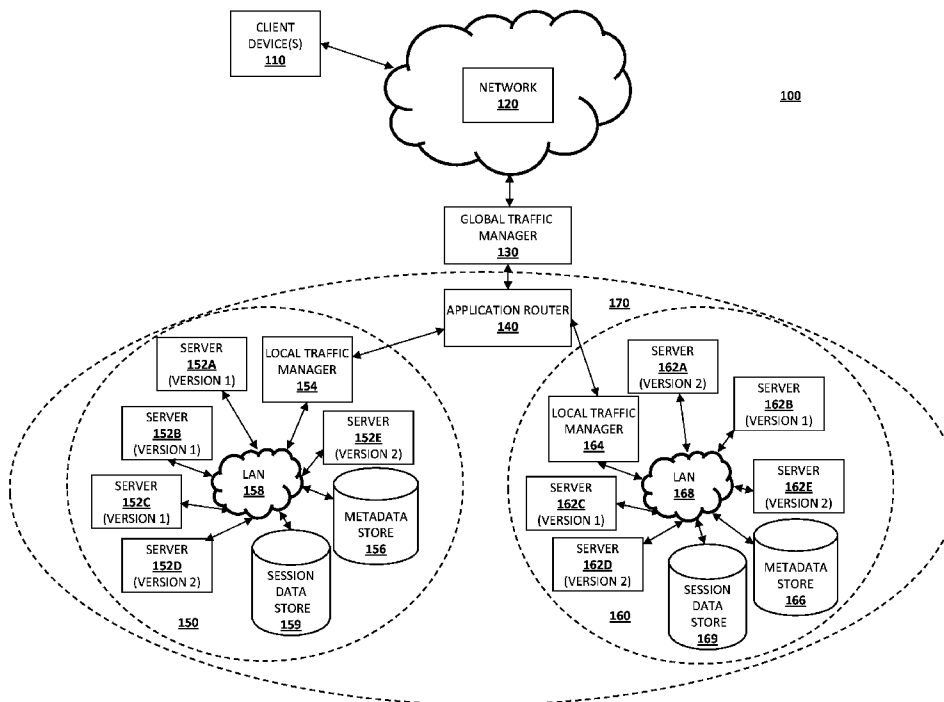 CLIENT
DEVICE(S)
110
NETWORK
120
100
GLOBAL TRAFFIC
MANAGER
130
APPLICATION ROUTER
140
170
SERVER
152A
(VERSION 1)
LOCAL TRAFFIC
MANAGER
154
SERVER
152B
(VERSION 1)
SERVER
152E
(VERSION 2)
LAN
158
SERVER
152C
(VERSION 1)
METADATA
STORE
156
SERVER
152D
(VERSION 2)
SESSION
DATA
STORE
159
150
SERVER
162A
(VERSION 2)
SERVER
162B
(VERSION 1)
LOCAL TRAFFIC
MANAGER
164
LAN
168
SERVER
162E
(VERSION 2)
SERVER
162C
(VERSION 1)
SERVER
162D
(VERSION 2)
METADATA
STORE
166
SESSION
DATA
STORE
169
160